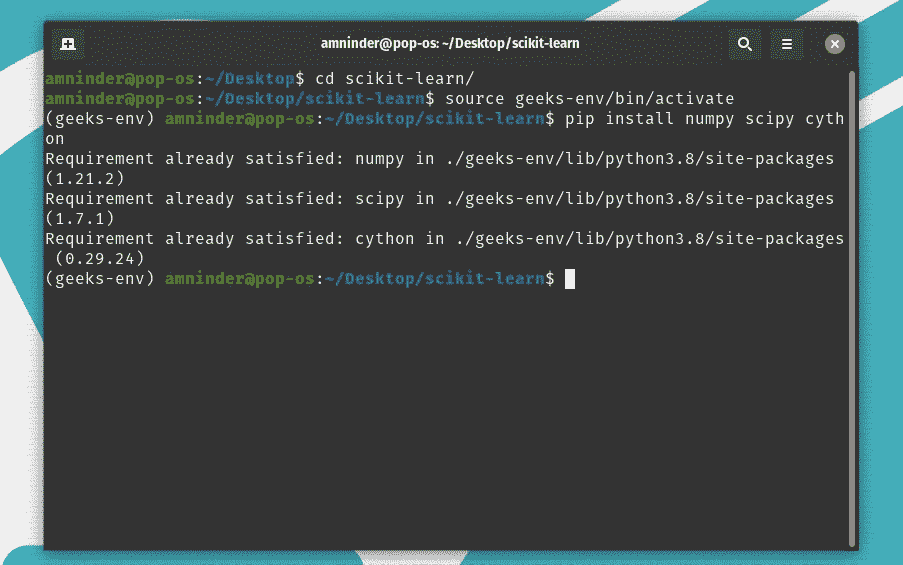 amninder@pop-os: ~/Desktop/scikit-learn
amninder@pop-os:~/Desktop$ cd scikit-learn/
amninder@pop-os:~/Desktop/scikit-learn$ source geeks-env/bin/activate
(geeks-env) amninder@pop-os:~/Desktop/scikit-learn$ pip install numpy scipy cyth
on
Requirement already satisfied: numpy in ./geeks-env/lib/python3.8/site-packages
(1.21.2)
Requirement already satisfied: scipy in ./geeks-env/lib/python3.8/site-packages
(1.7.1)
Requirement already satisfied: cython in ./geeks-env/lib/python3.8/site-packages
 (0.29.24)
(geeks-env) amninder@pop-os:~/Desktop/scikit-learn$